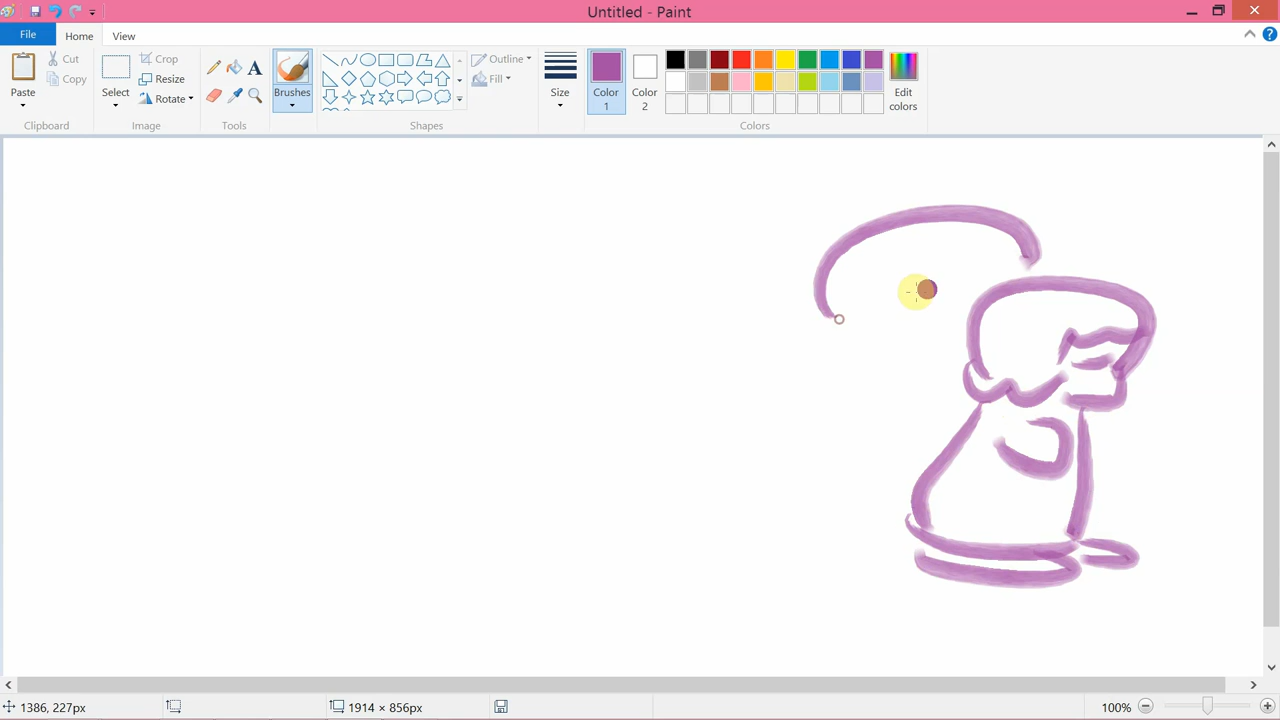 Untitled - Paint
File
Home
View
Paste
Cut
Copy
Clipboard
Select
Crop
Resize
Rotate
Image
Tools
Brushes
Outline
Fill
Shapes
Size
Color 1
Color 2
Edit colors
Colors
1386, 227px
1914 × 856px
100%